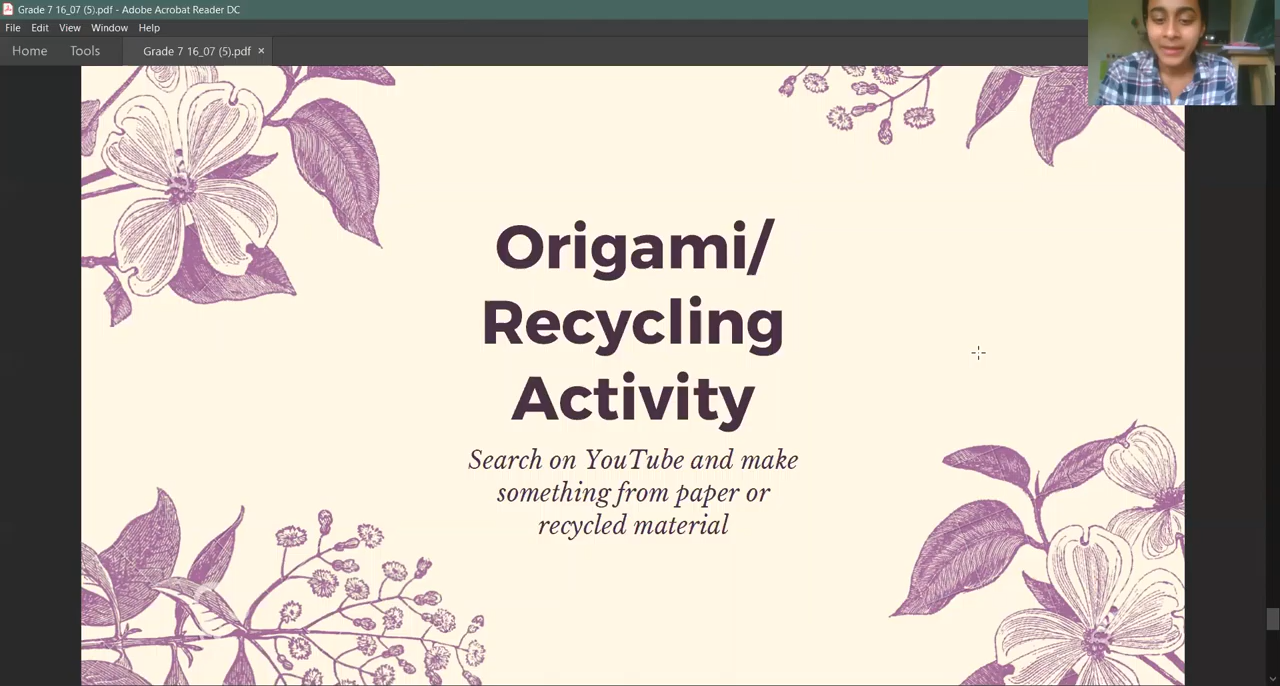 Grade 7 16_07 (5).pdf - Adobe Acrobat Reader DC
File Edit View Window Help
Home Tools Grade 7 16_07 (5).pdf ×
Origami/
Recycling
Activity
Search on YouTube and make
something from paper or
recycled material